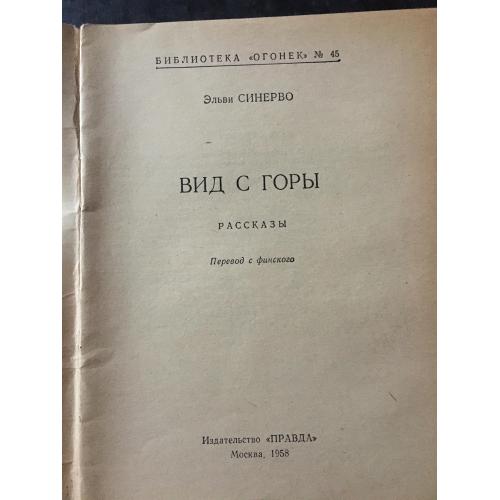 БИБЛИОТЕКА «ОГОНЕК» № 45
Эльви СИНЕРВО
ВИД С ГОРЫ
РАССКАЗЫ
Перевод с финского
Издательство «ПРАВДА»
Москва, 1958